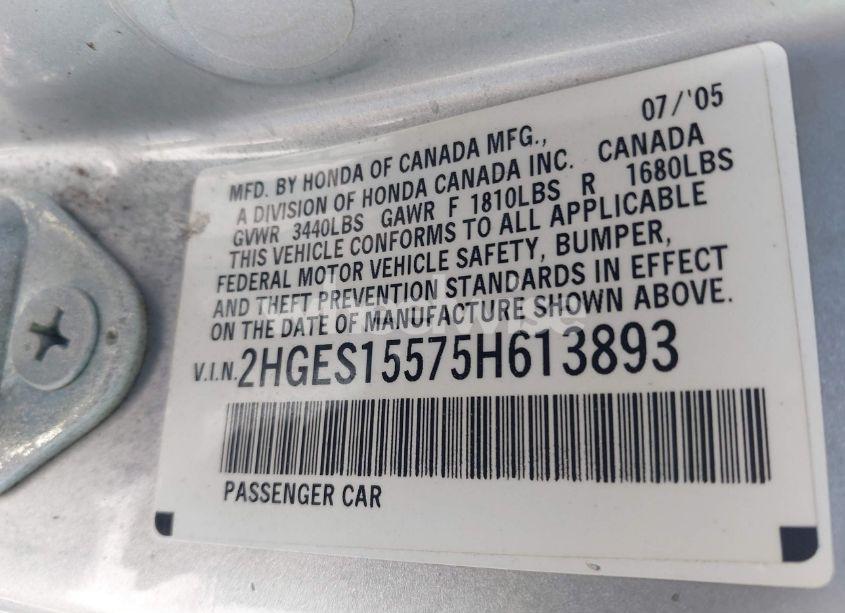 07/'05
MFD. BY HONDA OF CANADA MFG.,
A DIVISION OF HONDA CANADA INC. CANADA
GVWR 3440LBS GAWR F 1810LBS R 1680LBS
THIS VEHICLE CONFORMS TO ALL APPLICABLE
FEDERAL MOTOR VEHICLE SAFETY, BUMPER,
AND THEFT PREVENTION STANDARDS IN EFFECT
ON THE DATE OF MANUFACTURE SHOWN ABOVE.
V.I.N. 2HGES15575H613893
PASSENGER CAR